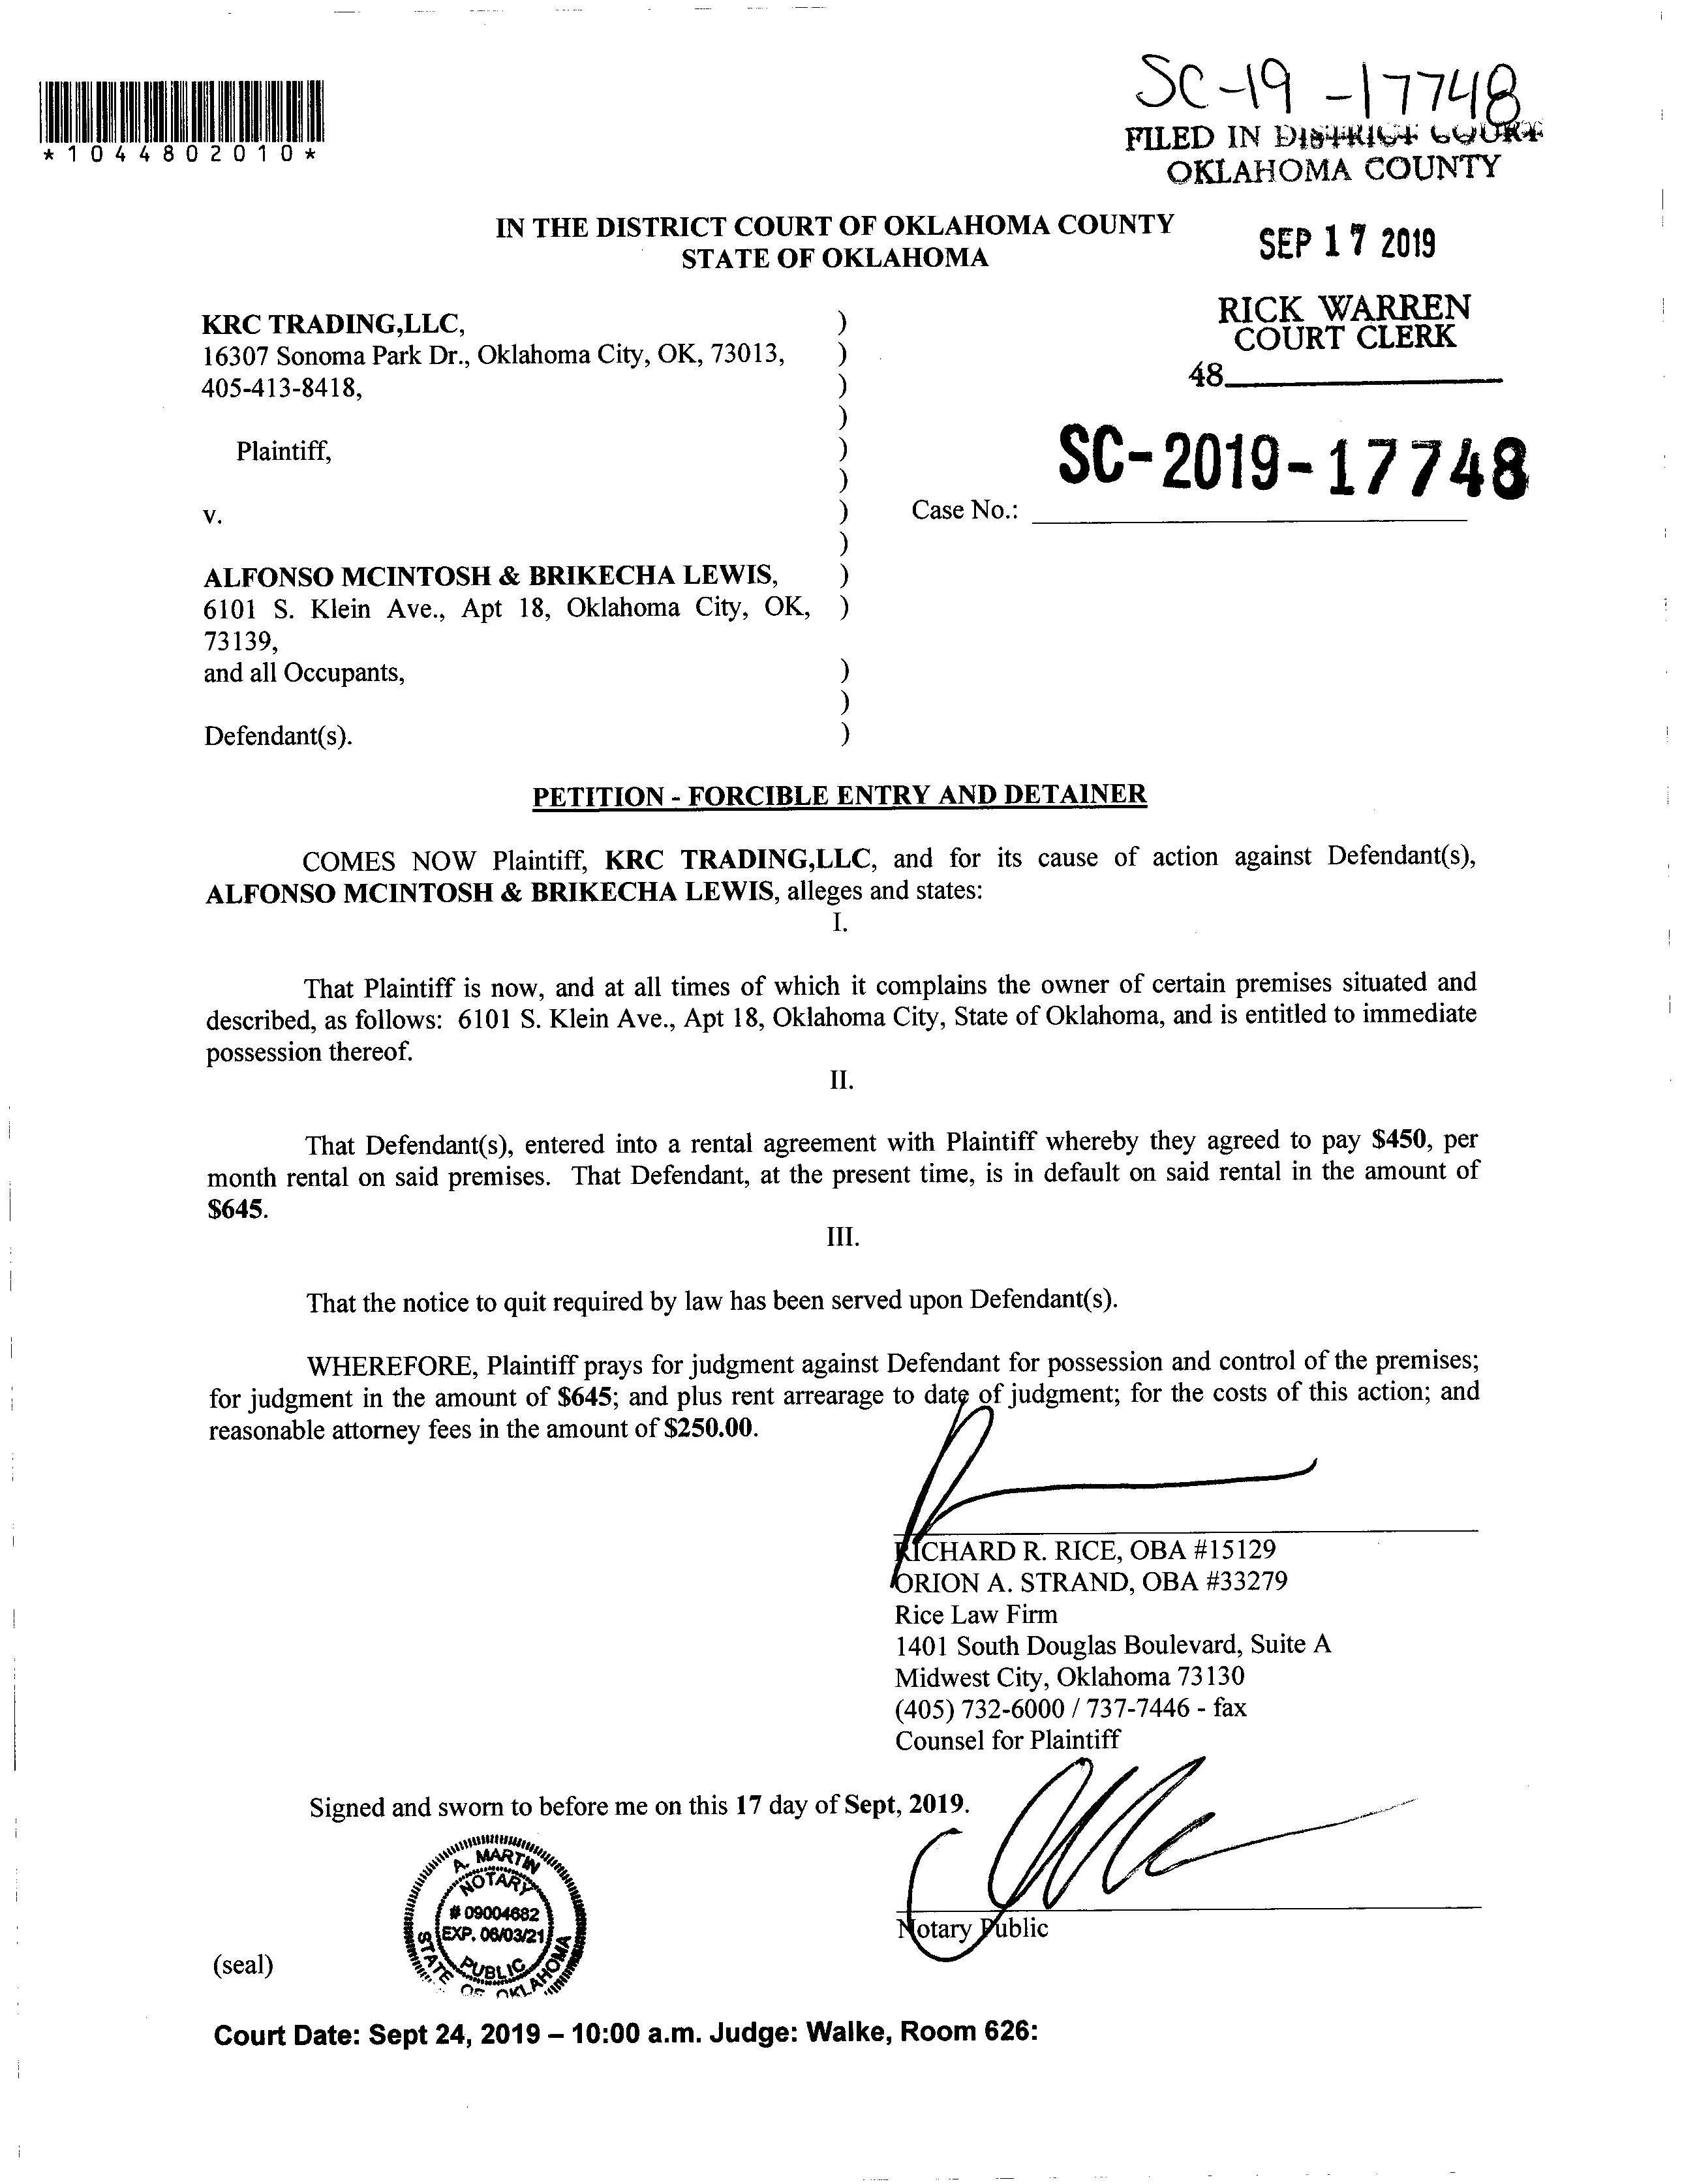 SC-19-17748
*1044802010*
FILED IN DISTRICT COURT
OKLAHOMA COUNTY
IN THE DISTRICT COURT OF OKLAHOMA COUNTY
STATE OF OKLAHOMA
SEP 17 2019
RICK WARREN
COURT CLERK
48
KRC TRADING,LLC, )
16307 Sonoma Park Dr., Oklahoma City, OK, 73013, )
405-413-8418, )
)
Plaintiff, )
)
SC-2019-17748
v. ) Case No.:
)
ALFONSO MCINTOSH & BRIKECHA LEWIS, )
6101 S. Klein Ave., Apt 18, Oklahoma City, OK, )
73139,
and all Occupants, )
)
Defendant(s). )
PETITION - FORCIBLE ENTRY AND DETAINER
COMES NOW Plaintiff, KRC TRADING,LLC, and for its cause of action against Defendant(s),
ALFONSO MCINTOSH & BRIKECHA LEWIS, alleges and states:
I.
That Plaintiff is now, and at all times of which it complains the owner of certain premises situated and
described, as follows: 6101 S. Klein Ave., Apt 18, Oklahoma City, State of Oklahoma, and is entitled to immediate
possession thereof.
II.
That Defendant(s), entered into a rental agreement with Plaintiff whereby they agreed to pay $450, per
month rental on said premises. That Defendant, at the present time, is in default on said rental in the amount of
$645.
III.
That the notice to quit required by law has been served upon Defendant(s).
WHEREFORE, Plaintiff prays for judgment against Defendant for possession and control of the premises;
for judgment in the amount of $645; and plus rent arrearage to date of judgment; for the costs of this action; and
reasonable attorney fees in the amount of $250.00.
RICHARD R. RICE, OBA #15129
ORION A. STRAND, OBA #33279
Rice Law Firm
1401 South Douglas Boulevard, Suite A
Midwest City, Oklahoma 73130
(405) 732-6000 / 737-7446 - fax
Counsel for Plaintiff
Signed and sworn to before me on this 17 day of Sept, 2019.
A. MARTIN
NOTARY
# 09004682
EXP. 06/03/21
PUBLIC
STATE OF OKLAHOMA
Notary Public
(seal)
Court Date: Sept 24, 2019 – 10:00 a.m. Judge: Walke, Room 626: